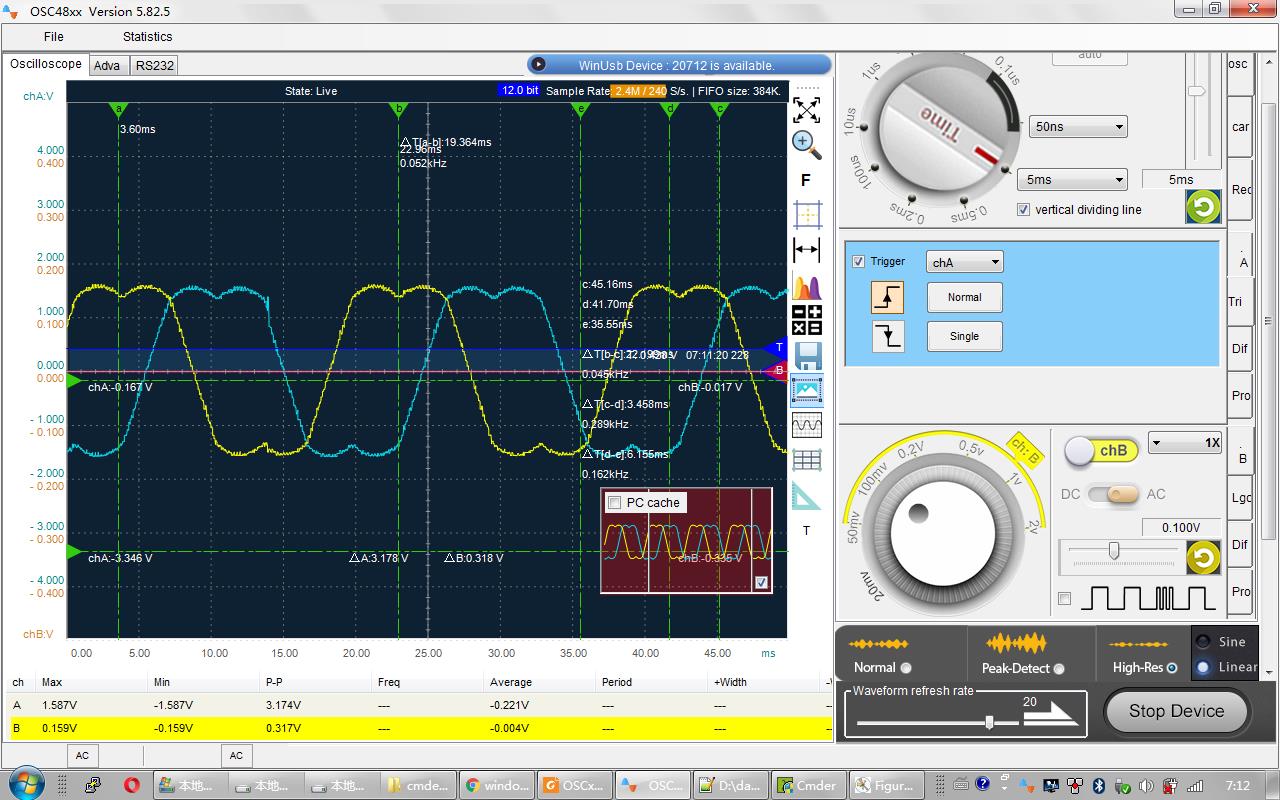 OSC48xx Version 5.82.5
File Statistics
Oscilloscope Adva RS232
WinUsb Device : 20712 is available.
chA:V
State: Live 12.0 bit Sample Rate 2.4M / 240 S/s. | FIFO size: 384K.
a b e d c
3.60ms
△T[a-b]:19.364ms
22.96ms
0.052kHz
4.000
0.400
3.000
0.300
2.000
0.200
1.000
0.100
0.000
0.000
- 1.000
- 0.100
- 2.000
- 0.200
- 3.000
- 0.300
- 4.000
- 0.400
chB:V
c:45.16ms
d:41.70ms
e:35.55ms
△T[b-c]:22.199ms
07:11:20 228
0.045kHz
T
B
chA:-0.167 V
chB:-0.017 V
△T[c-d]:3.458ms
0.289kHz
△T[d-e]:6.155ms
0.162kHz
PC cache
chA:-3.346 V
△A:3.178 V
△B:0.318 V
chB:-0.335 V
0.00 5.00 10.00 15.00 20.00 25.00 30.00 35.00 40.00 45.00 ms
F
T
ch Max Min P-P Freq Average Period +Width
A 1.587V -1.587V 3.174V --- -0.221V --- ---
B 0.159V -0.159V 0.317V --- -0.004V --- ---
AC AC
auto
1us
0.1us
10us
100us
0.2ms
0.5ms
Time
50ns
5ms
5ms
vertical dividing line
Trigger
chA
Normal
Single
osc
car
Rec
. A
Tri
Dif
Pro
. B
Lgc
Dif
Pro
20mv
50mv
100mv
0.2V
0.5v
1v
2v
ch: B
chB
1X
DC AC
0.100V
Normal
Peak-Detect
High-Res
Sine
Linear
Waveform refresh rate
20
Stop Device
本地... 本地... 本地... cmde... windo... OSCx... OSC... D:\da... Cmder Figur... 7:12